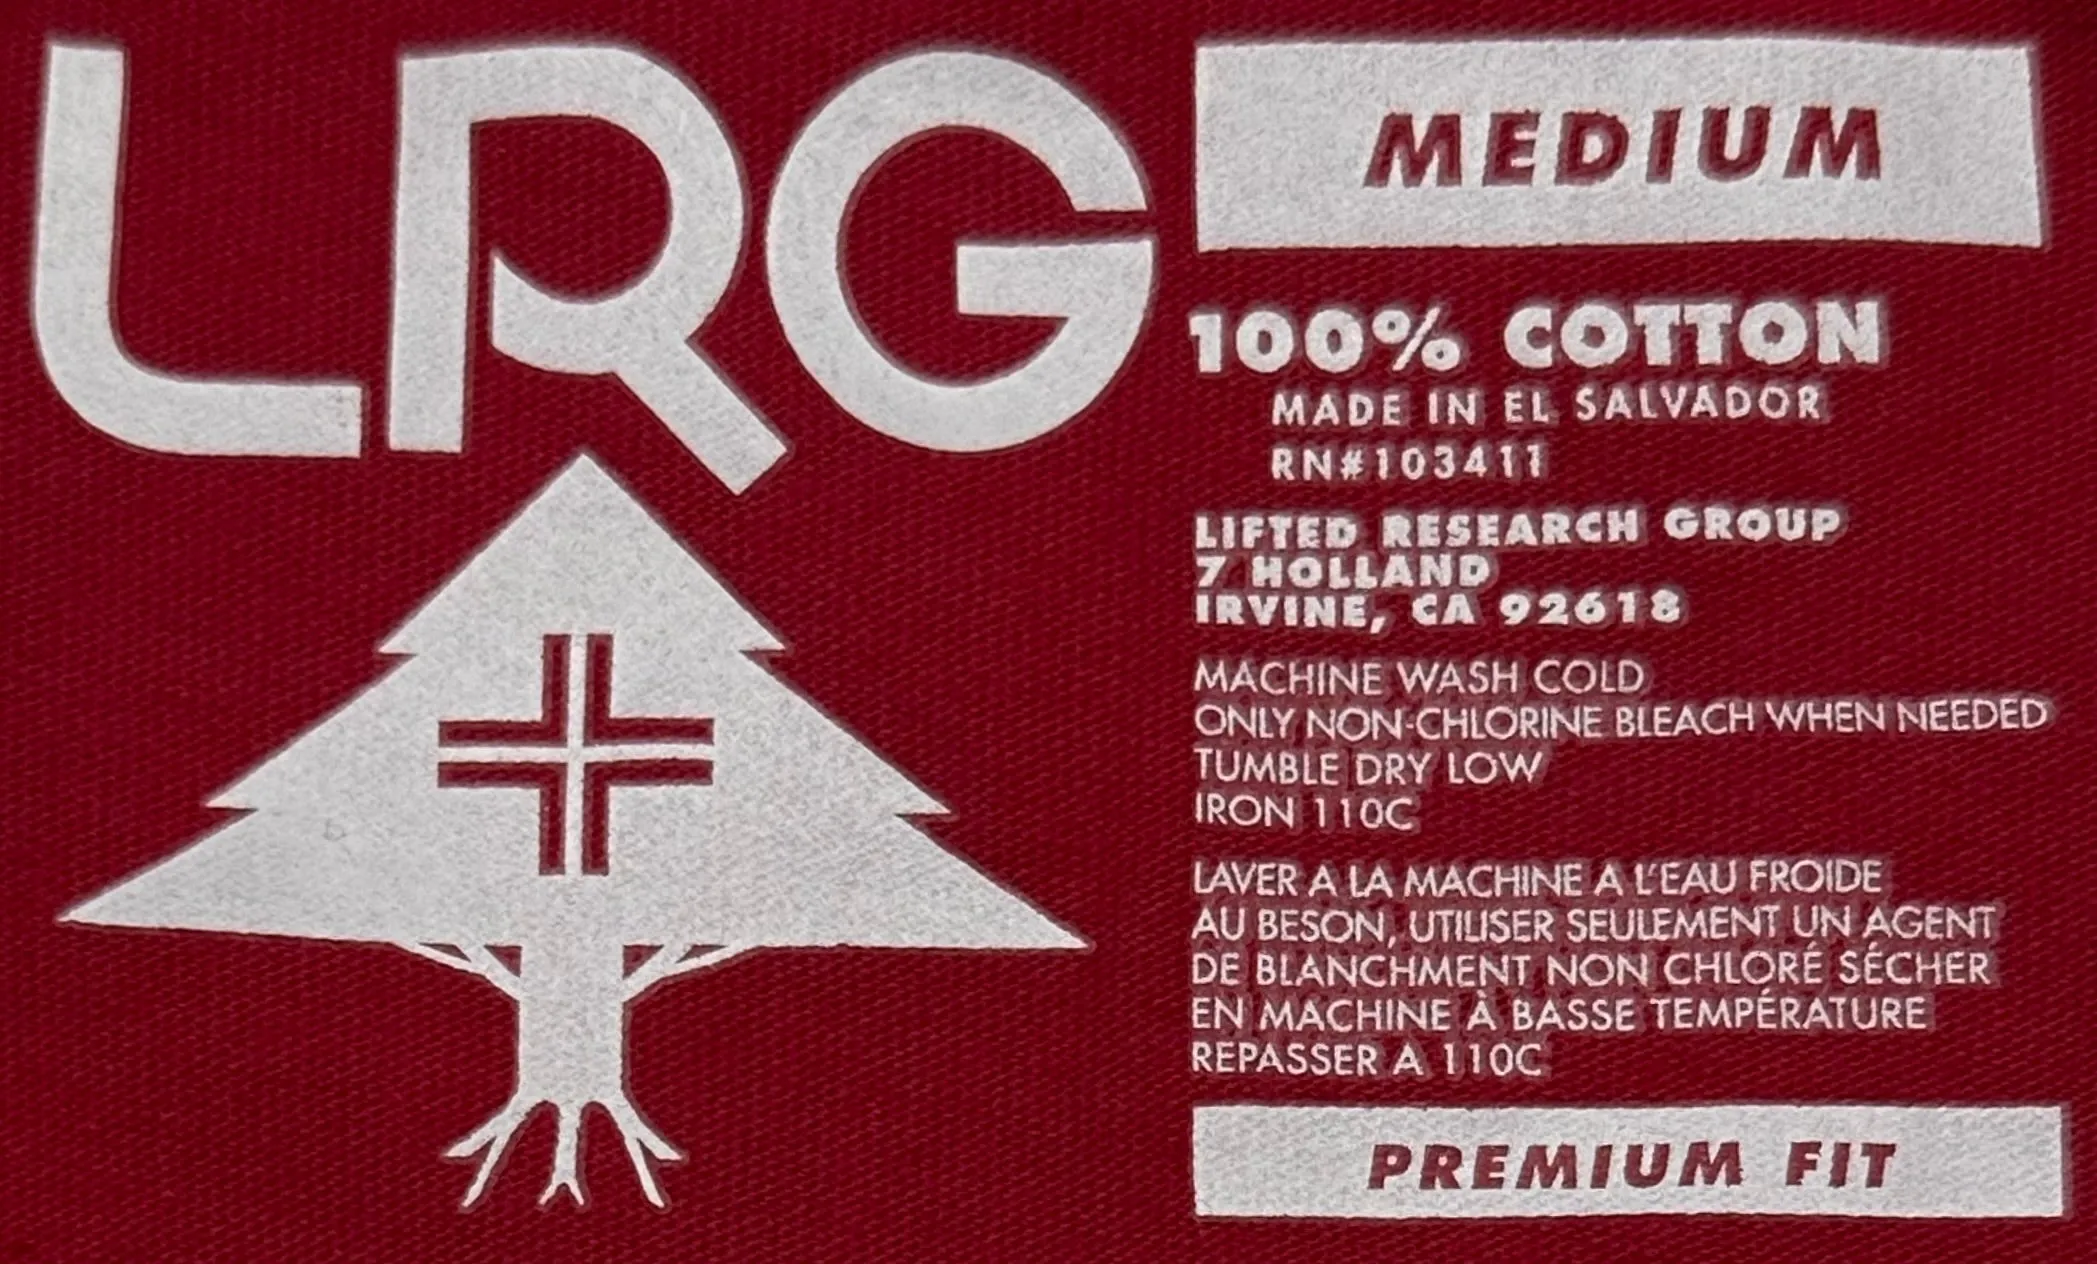 LRG
MEDIUM
100% COTTON
MADE IN EL SALVADOR
RN#103411
LIFTED RESEARCH GROUP
7 HOLLAND
IRVINE, CA 92618
MACHINE WASH COLD
ONLY NON-CHLORINE BLEACH WHEN NEEDED
TUMBLE DRY LOW
IRON 110C
LAVER A LA MACHINE A L'EAU FROIDE
AU BESON, UTILISER SEULEMENT UN AGENT
DE BLANCHMENT NON CHLORÉ SÉCHER
EN MACHINE À BASSE TEMPÉRATURE
REPASSER A 110C
PREMIUM FIT